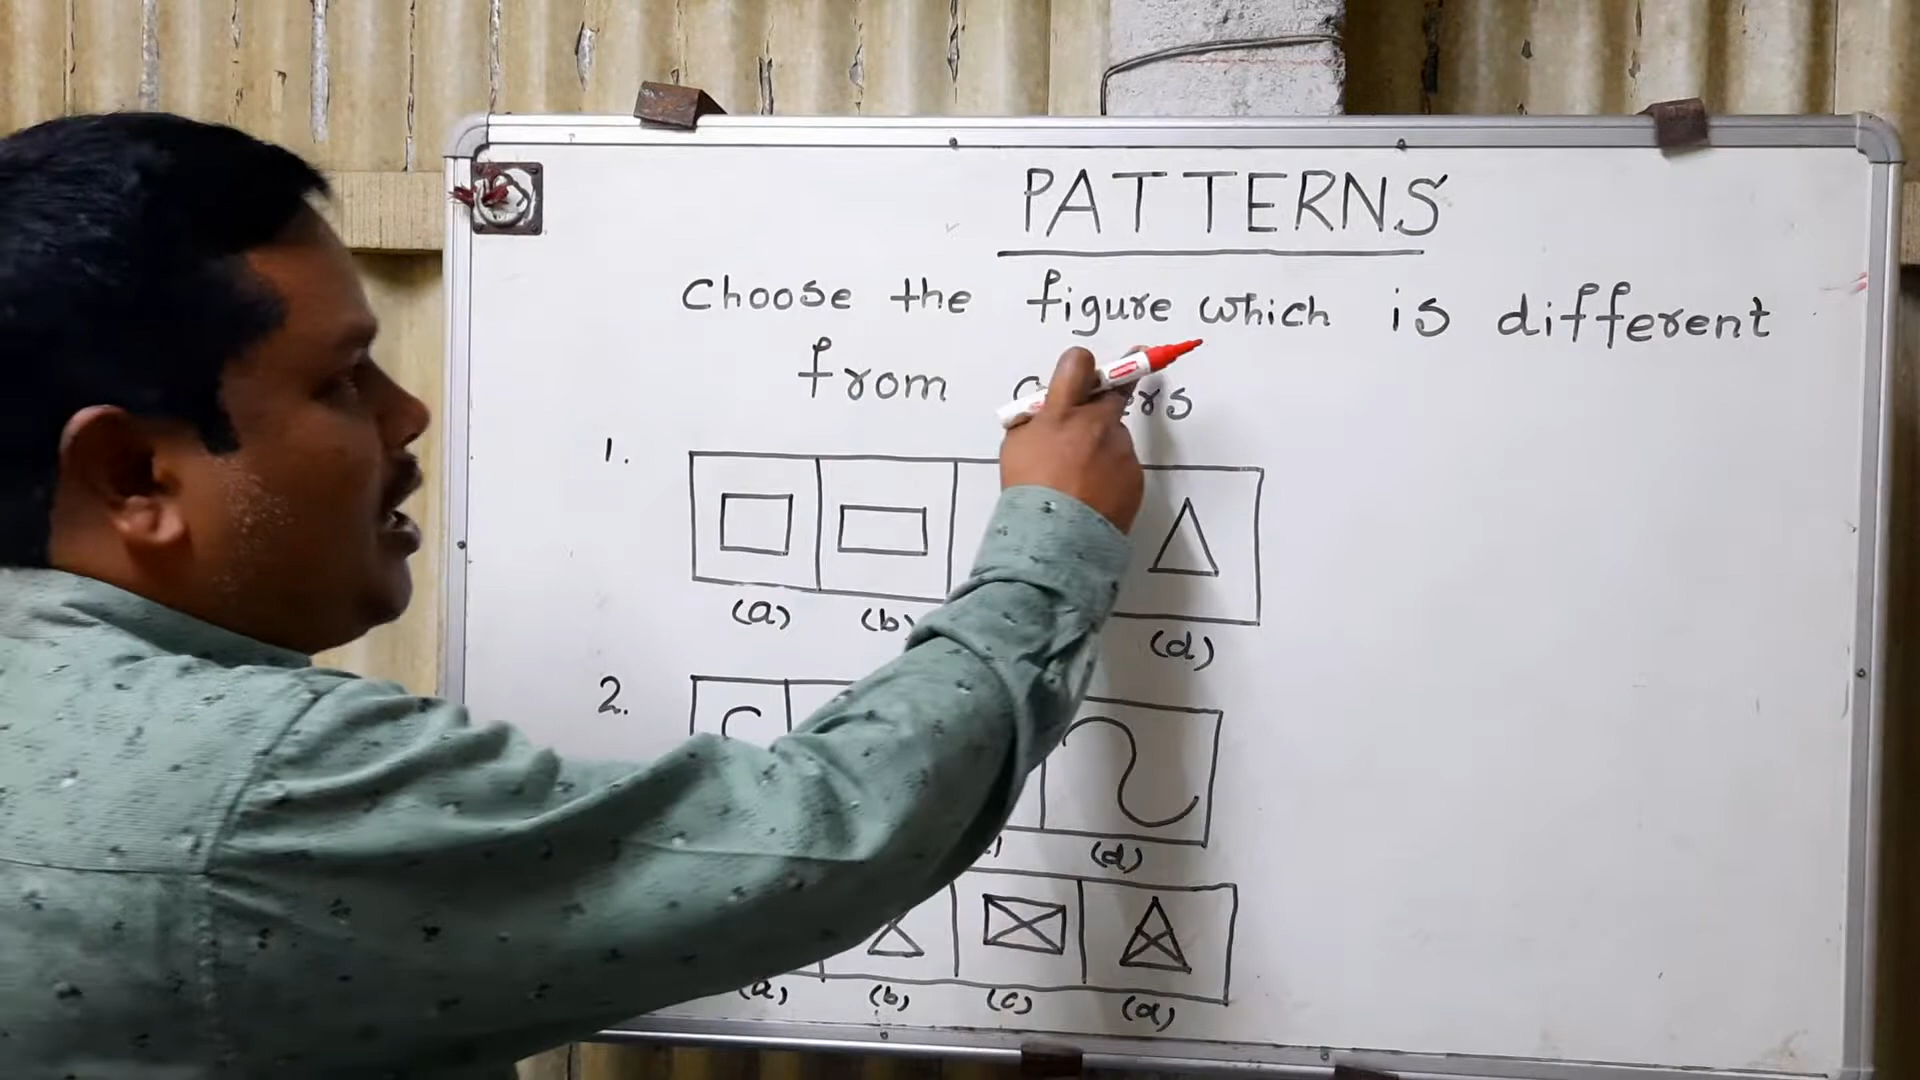 PATTERNS
Choose the figure which is different
from
1.
(a) (b) (d)
2.
(d)
(a) (b) (c) (d)